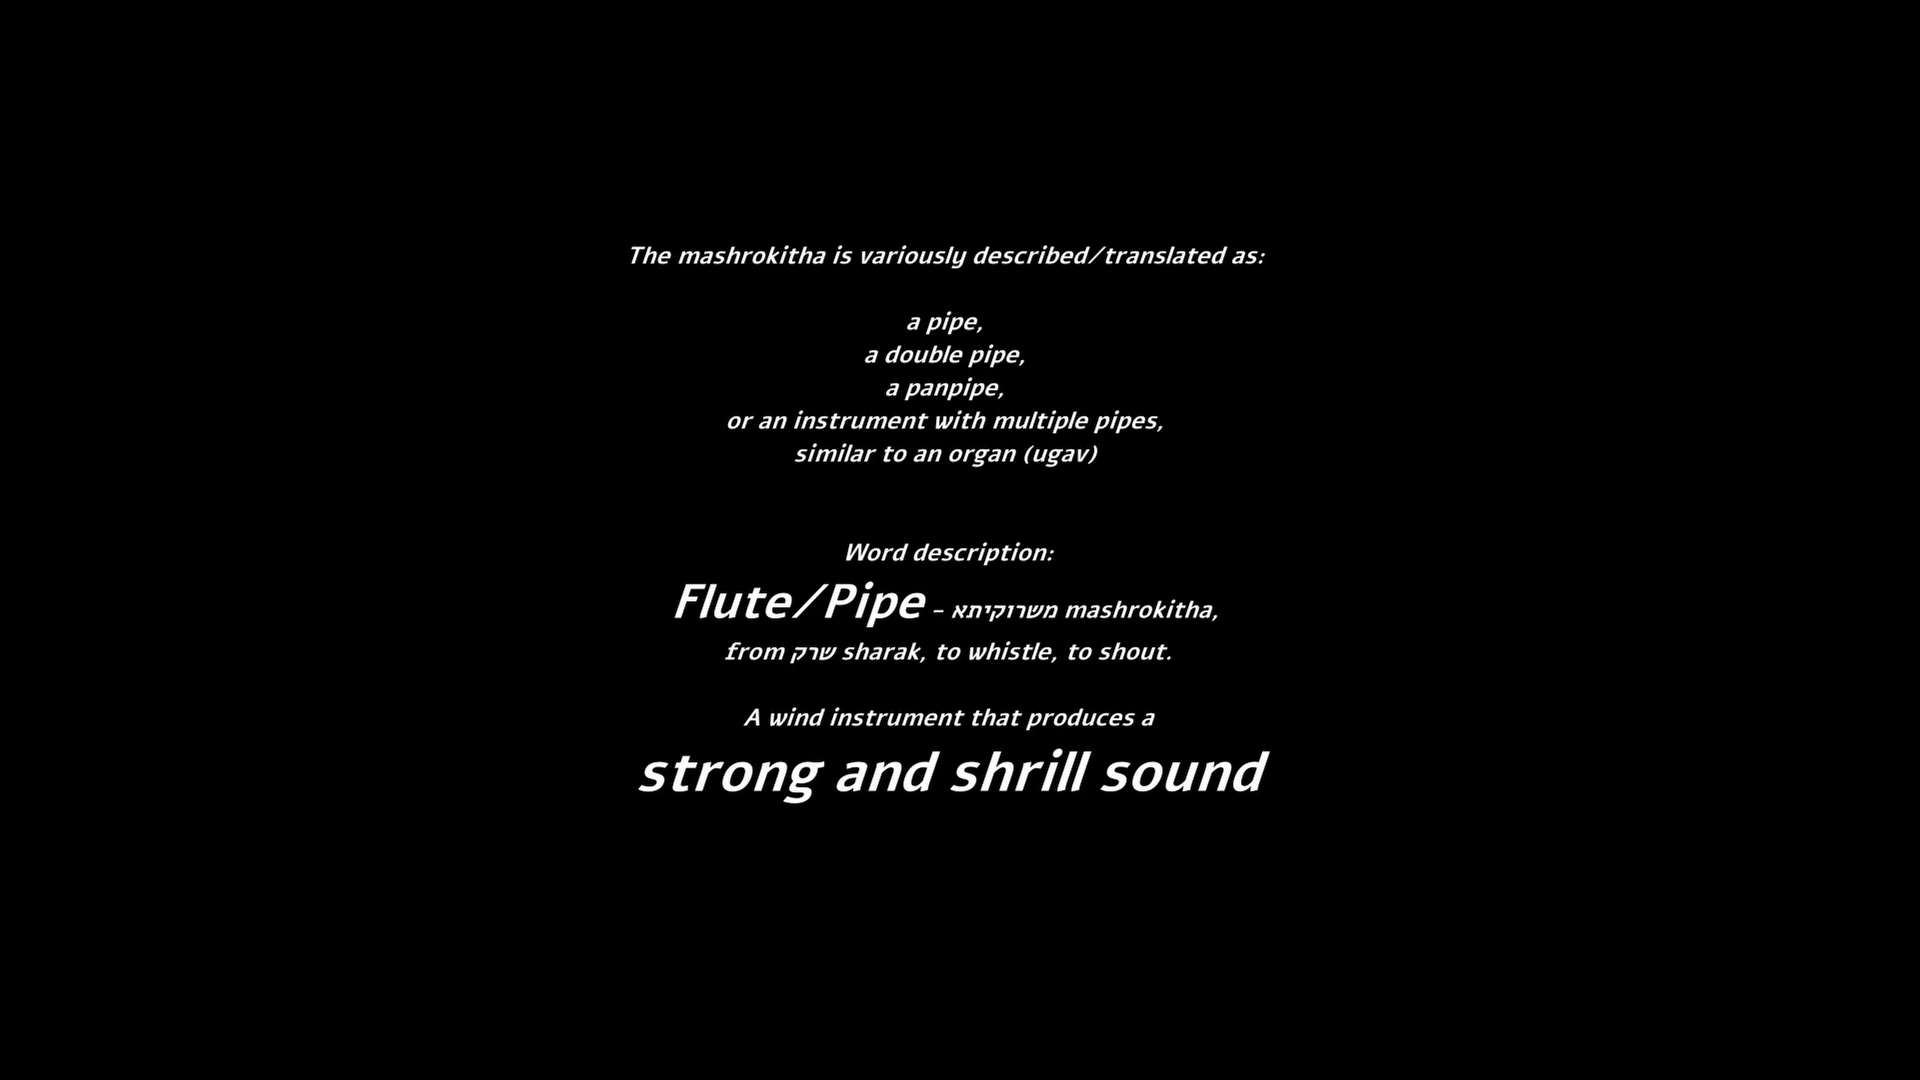 The mashrokitha is variously described/translated as:
a pipe,
a double pipe,
a panpipe,
or an instrument with multiple pipes,
similar to an organ (ugav)
Word description:
Flute/Pipe – משרוקיתא mashrokitha,
from שרק sharak, to whistle, to shout.
A wind instrument that produces a
strong and shrill sound